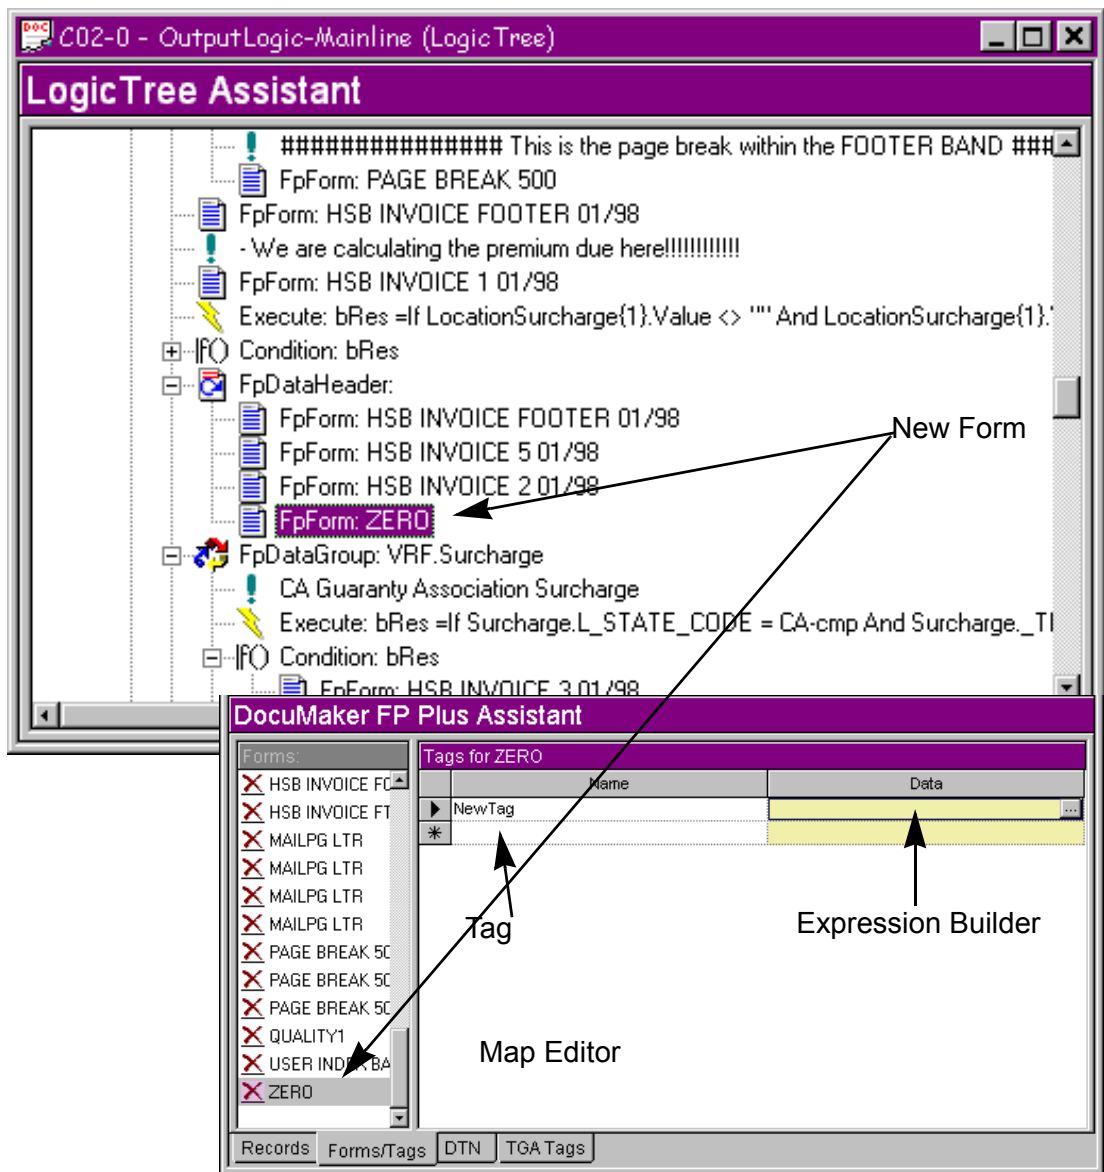 C02-0 - OutputLogic-Mainline (LogicTree)
LogicTree Assistant
############### This is the page break within the FOOTER BAND ###
FpForm: PAGE BREAK 500
FpForm: HSB INVOICE FOOTER 01/98
- We are calculating the premium due here!!!!!!!!!!!!
FpForm: HSB INVOICE 1 01/98
Execute: bRes =If LocationSurcharge{1}.Value <> "" And LocationSurcharge{1}.
If() Condition: bRes
FpDataHeader:
FpForm: HSB INVOICE FOOTER 01/98
New Form
FpForm: HSB INVOICE 5 01/98
FpForm: HSB INVOICE 2 01/98
FpForm: ZERO
FpDataGroup: VRF.Surcharge
CA Guaranty Association Surcharge
Execute: bRes =If Surcharge.L_STATE_CODE = CA-cmp And Surcharge._TI
If() Condition: bRes
FpForm: HSB INVOICE 3 01/98
DocuMaker FP Plus Assistant
Forms:
Tags for ZERO
Name
Data
HSB INVOICE FC
HSB INVOICE FT
MAILPG LTR
MAILPG LTR
MAILPG LTR
MAILPG LTR
PAGE BREAK 50
PAGE BREAK 50
PAGE BREAK 50
QUALITY1
USER INDEX BA
ZERO
NewTag
...
Tag
Expression Builder
Map Editor
Records
Forms/Tags
DTN
TGA Tags